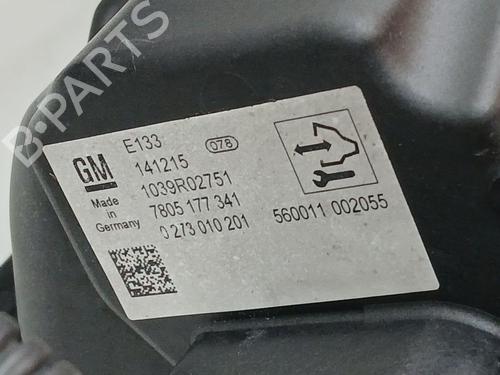 B-PARTS
GM
E133
141215
078
1039R02751
7805 177 341
0 273 010 201
Made
in
Germany
560011 002055